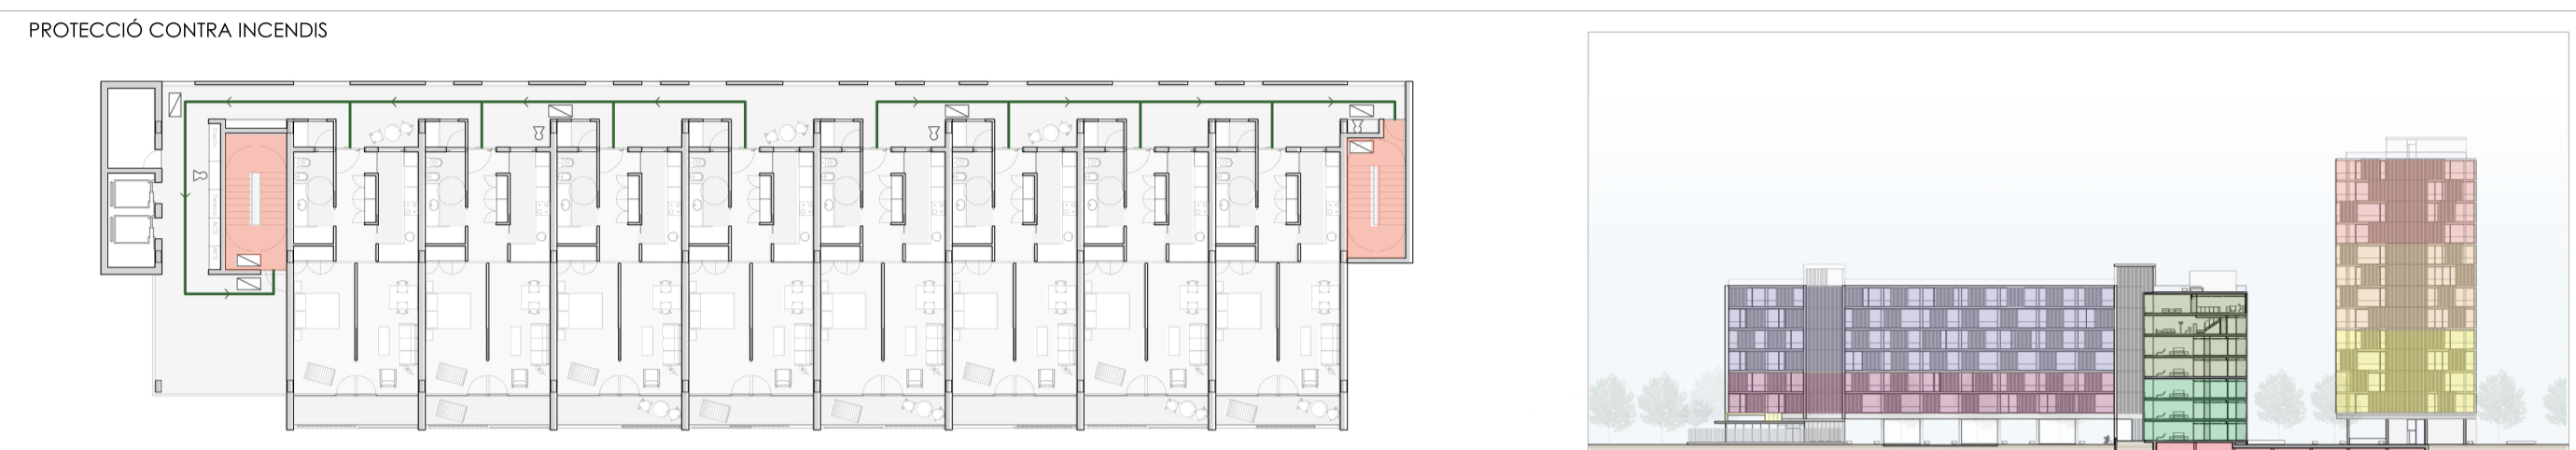 PROTECCIÓ CONTRA INCENDIS